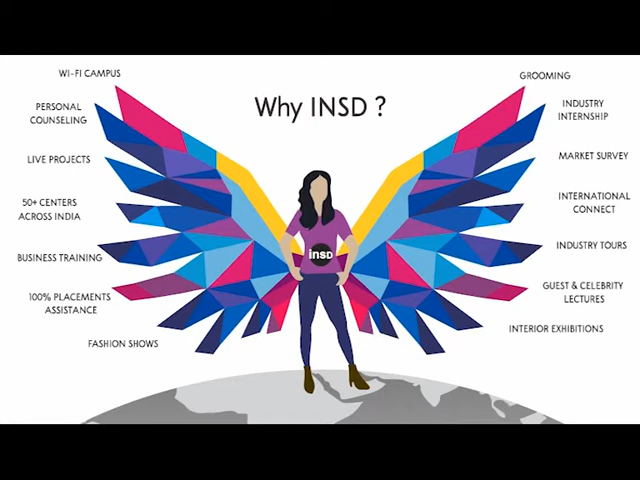 Why INSD ?
WI-FI CAMPUS
PERSONAL
COUNSELING
LIVE PROJECTS
50+ CENTERS
ACROSS INDIA
BUSINESS TRAINING
100% PLACEMENTS
ASSISTANCE
FASHION SHOWS
GROOMING
INDUSTRY
INTERNSHIP
MARKET SURVEY
INTERNATIONAL
CONNECT
INDUSTRY TOURS
GUEST & CELEBRITY
LECTURES
INTERIOR EXHIBITIONS
insD